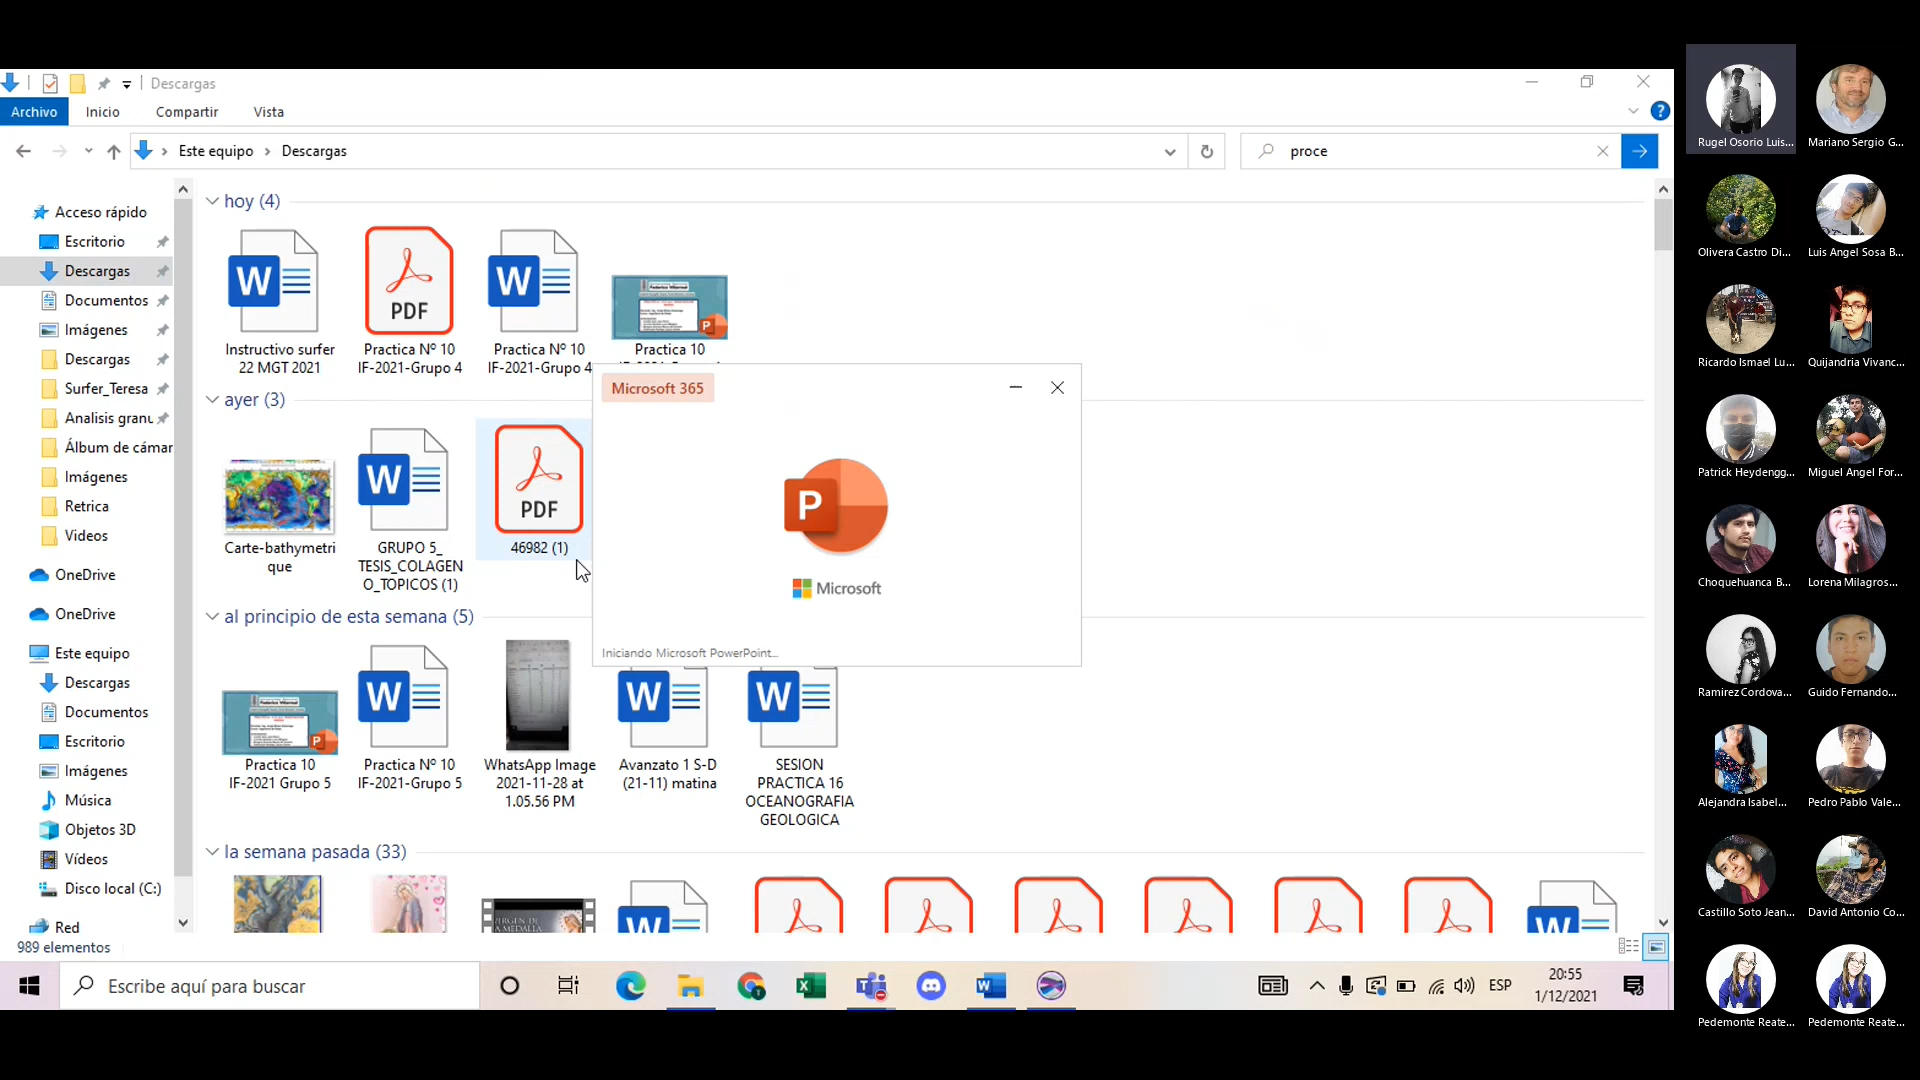 Descargas
Archivo
Inicio
Compartir
Vista
Este equipo
Descargas
proce
Acceso rápido
Escritorio
Descargas
Documentos
Imágenes
Descargas
Surfer_Teresa
Analisis granu
Álbum de cámar
Imágenes
Retrica
Videos
OneDrive
OneDrive
Este equipo
Descargas
Documentos
Escritorio
Imágenes
Música
Objetos 3D
Vídeos
Disco local (C:)
Red
989 elementos
hoy (4)
Instructivo surfer
22 MGT 2021
PDF
Practica Nº 10
IF-2021-Grupo 4
Practica Nº 10
IF-2021-Grupo 4
Practica 10
ayer (3)
Carte-bathymetri
que
GRUPO 5_
TESIS_COLAGEN
O_TOPICOS (1)
PDF
46982 (1)
Microsoft 365
P
Microsoft
Iniciando Microsoft PowerPoint...
al principio de esta semana (5)
Practica 10
IF-2021 Grupo 5
Practica Nº 10
IF-2021-Grupo 5
WhatsApp Image
2021-11-28 at
1.05.56 PM
Avanzato 1 S-D
(21-11) matina
SESION
PRACTICA 16
OCEANOGRAFIA
GEOLOGICA
la semana pasada (33)
Escribe aquí para buscar
ESP
20:55
1/12/2021
Rugel Osorio Luis...
Mariano Sergio G...
Olivera Castro Di...
Luis Angel Sosa B...
Ricardo Ismael Lu...
Quijandria Vivanc...
Patrick Heydengg...
Miguel Angel For...
Choquehuanca B...
Lorena Milagros...
Ramirez Cordova...
Guido Fernando...
Alejandra Isabel...
Pedro Pablo Vale...
Castillo Soto Jean...
David Antonio Co...
Pedemonte Reate...
Pedemonte Reate...